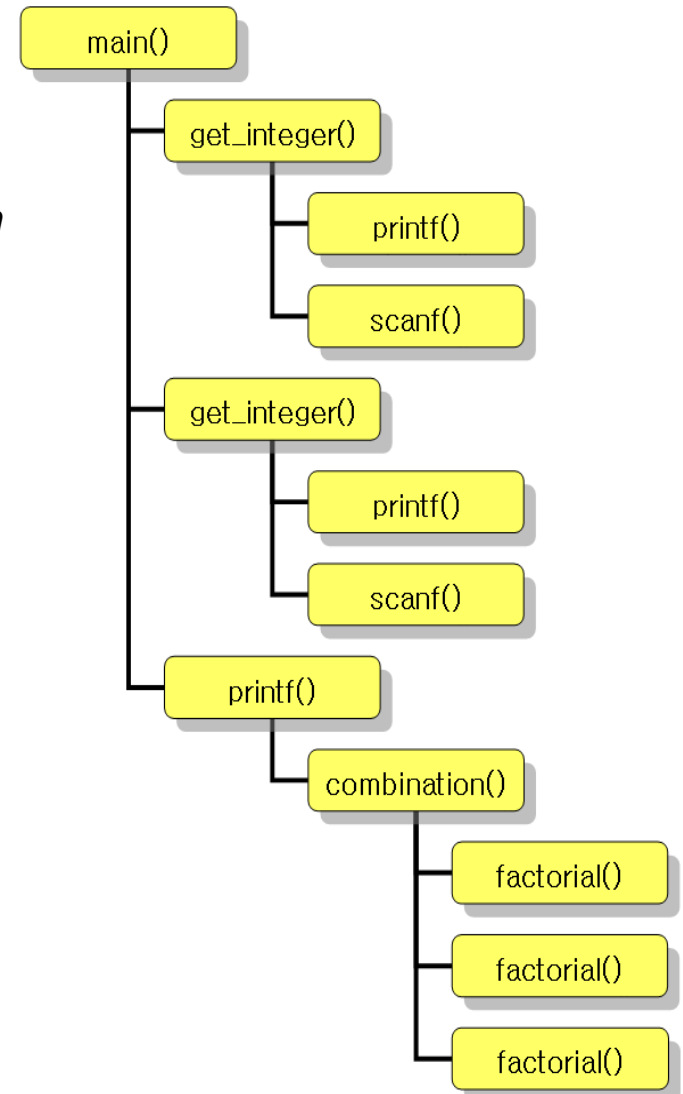 main()
get_integer()
printf()
scanf()
get_integer()
printf()
scanf()
printf()
combination()
factorial()
factorial()
factorial()